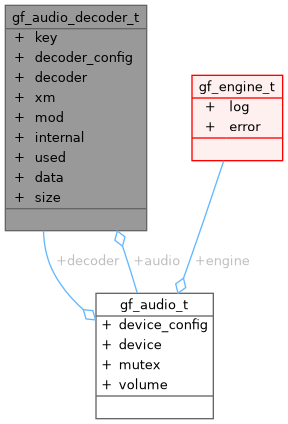 gf_audio_decoder_t
+ key
+ decoder_config
+ decoder
+ xm
+ mod
+ internal
+ used
+ data
+ size
gf_engine_t
+ log
+ error
+decoder
+audio
+engine
gf_audio_t
+ device_config
+ device
+ mutex
+ volume